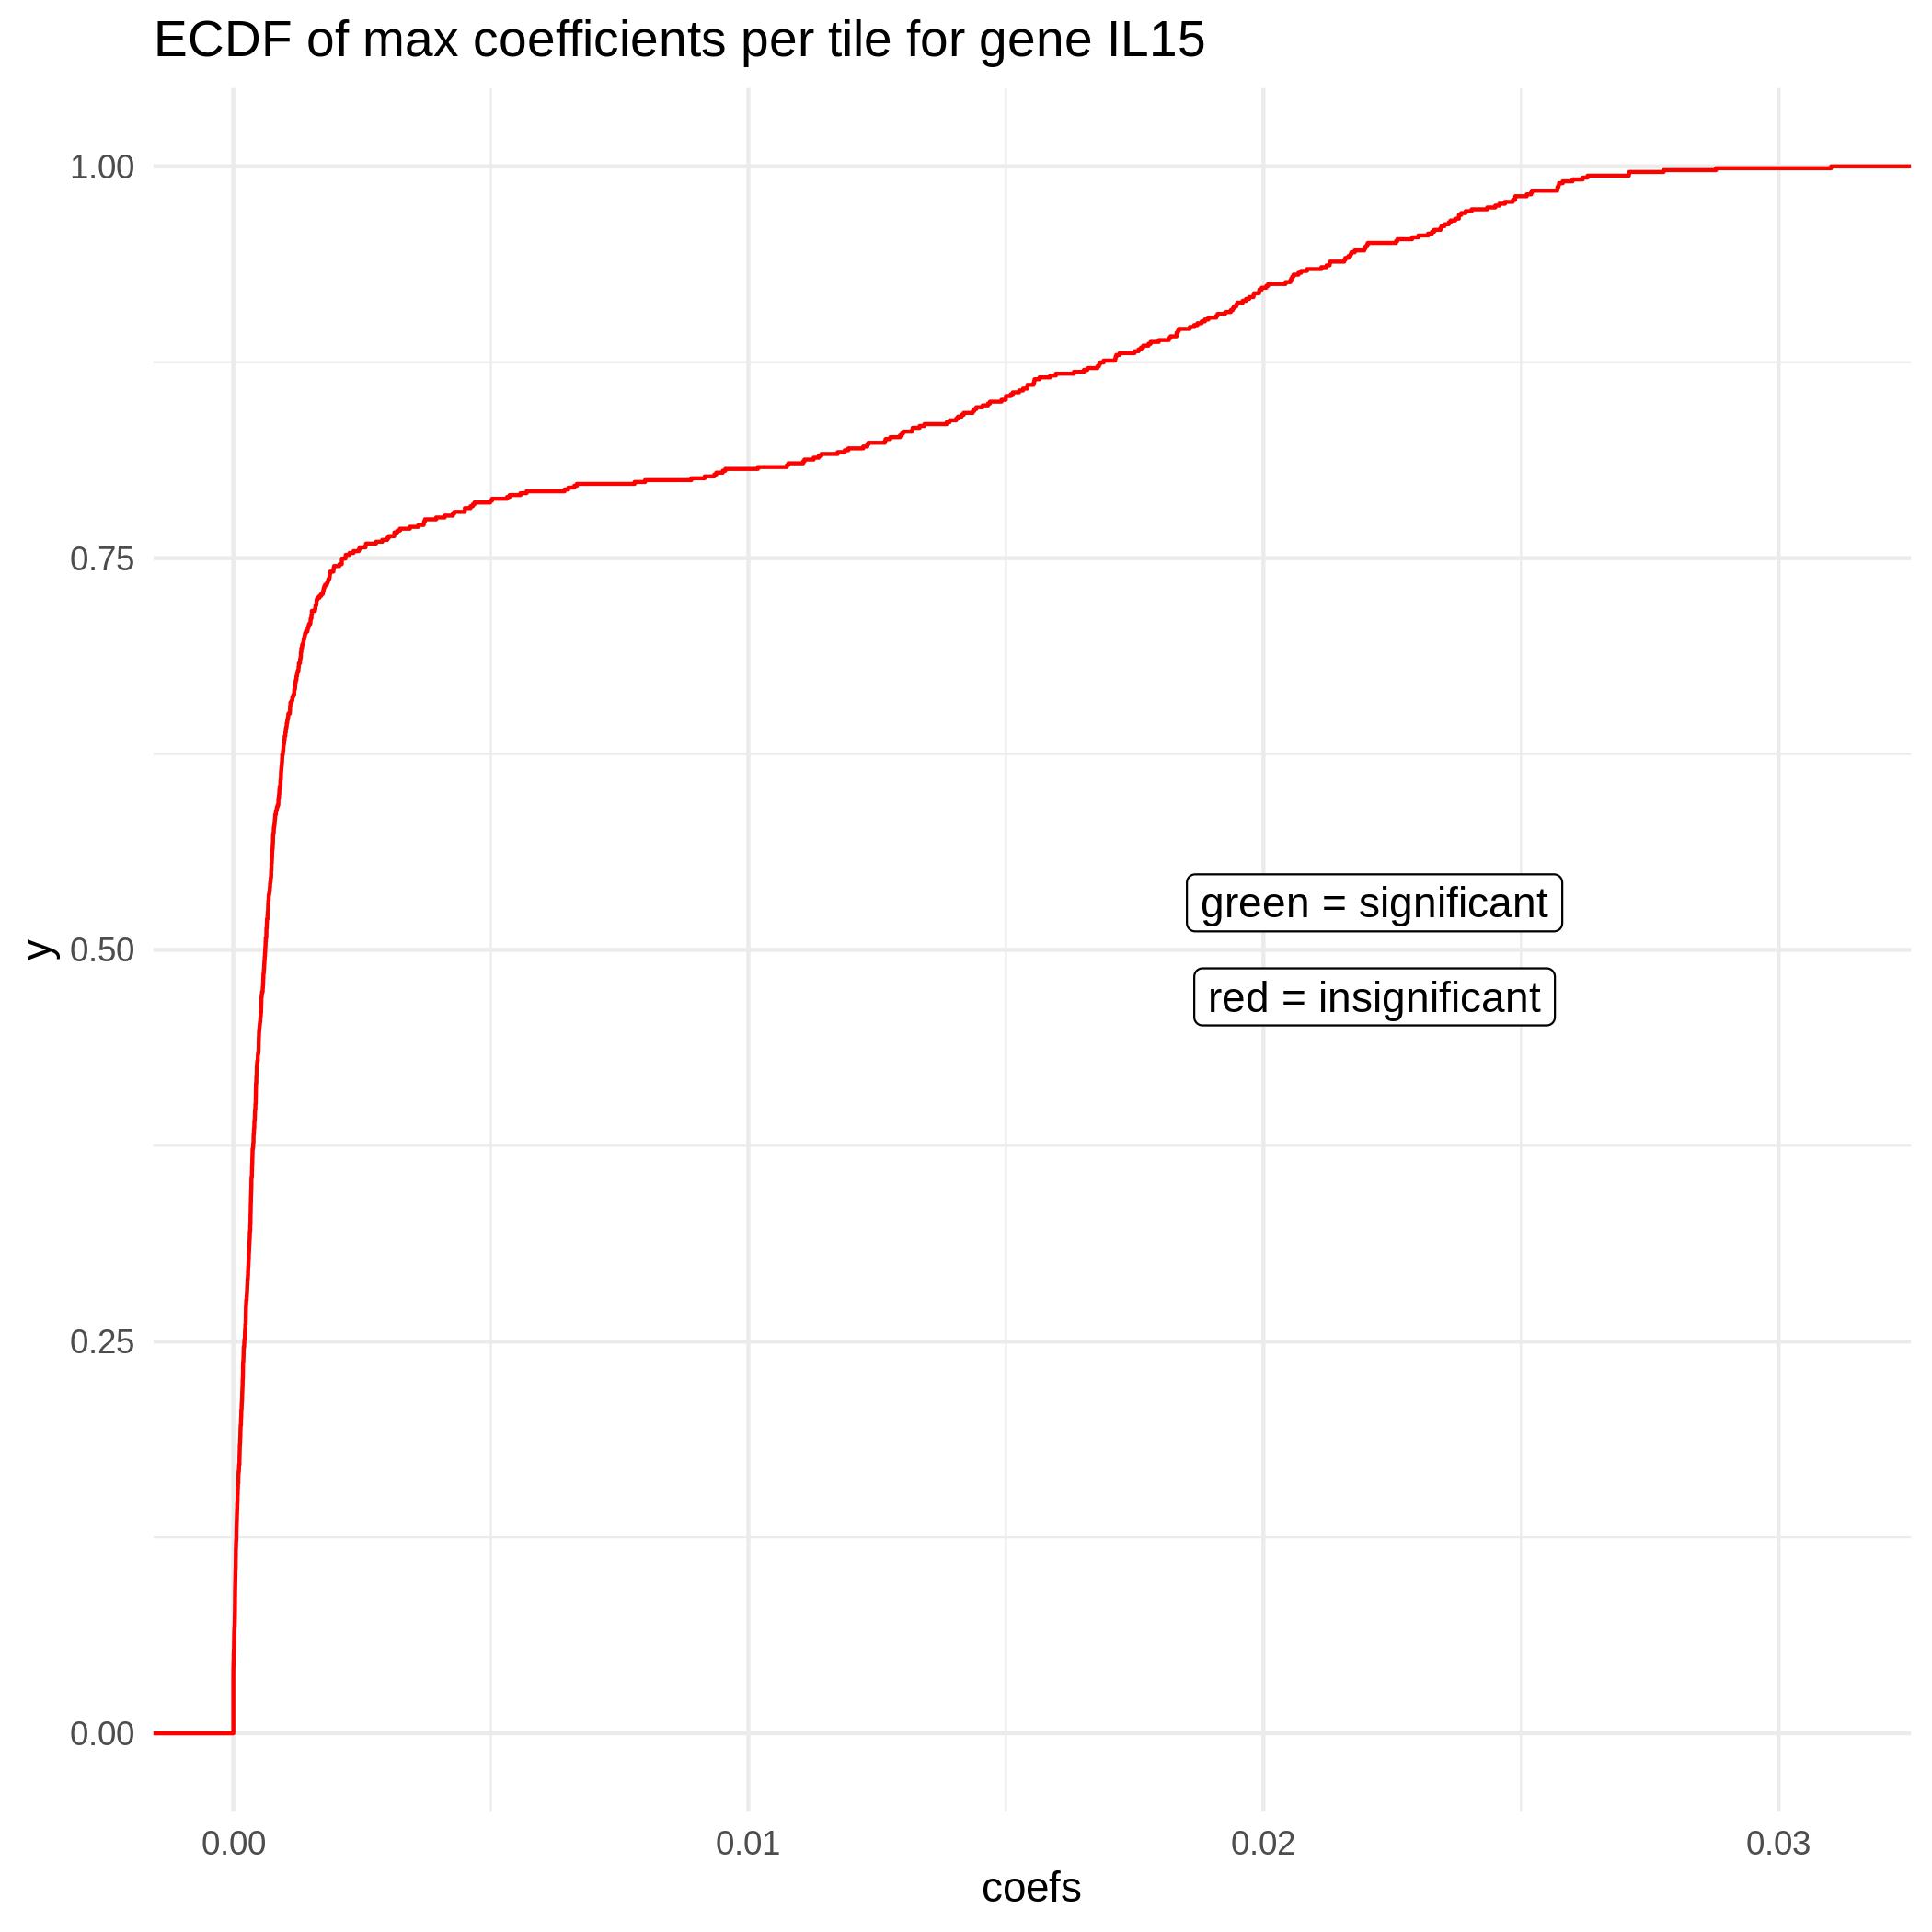 ECDF of max coefficients per tile for gene IL15
1.00
0.75
green = significant
y
0.50
red = insignificant
0.25
0.00
0.00 0.01 0.02 0.03
coefs